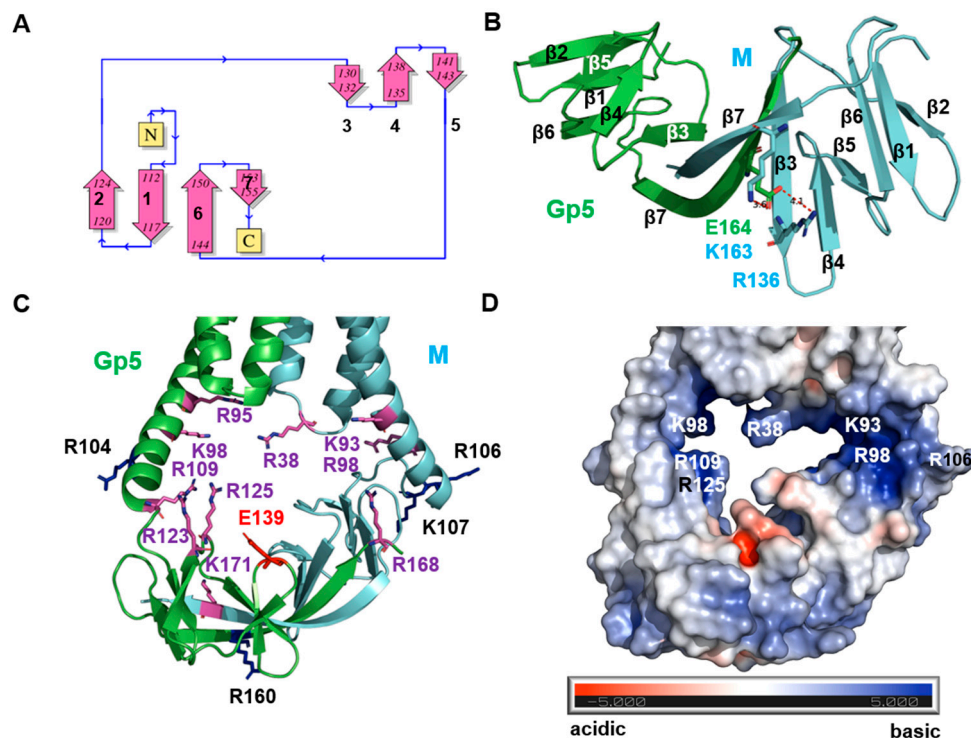 A
130
132
138
135
141
143
3
4
5
N
124
120
2
112
117
1
150
144
6
153
155
7
C
B
M
β2
β5
β1
β4
β6
β3
Gp5
β7
β7
β3
β6
β2
β5
β1
β4
E164
K163
R136
C
Gp5
M
R95
R104
K98
R38
K93
R98
R106
R109
R125
E139
K107
R123
K171
R168
R160
D
K98
R38
K93
R109
R125
R98
R106
-5.000
5.000
acidic
basic